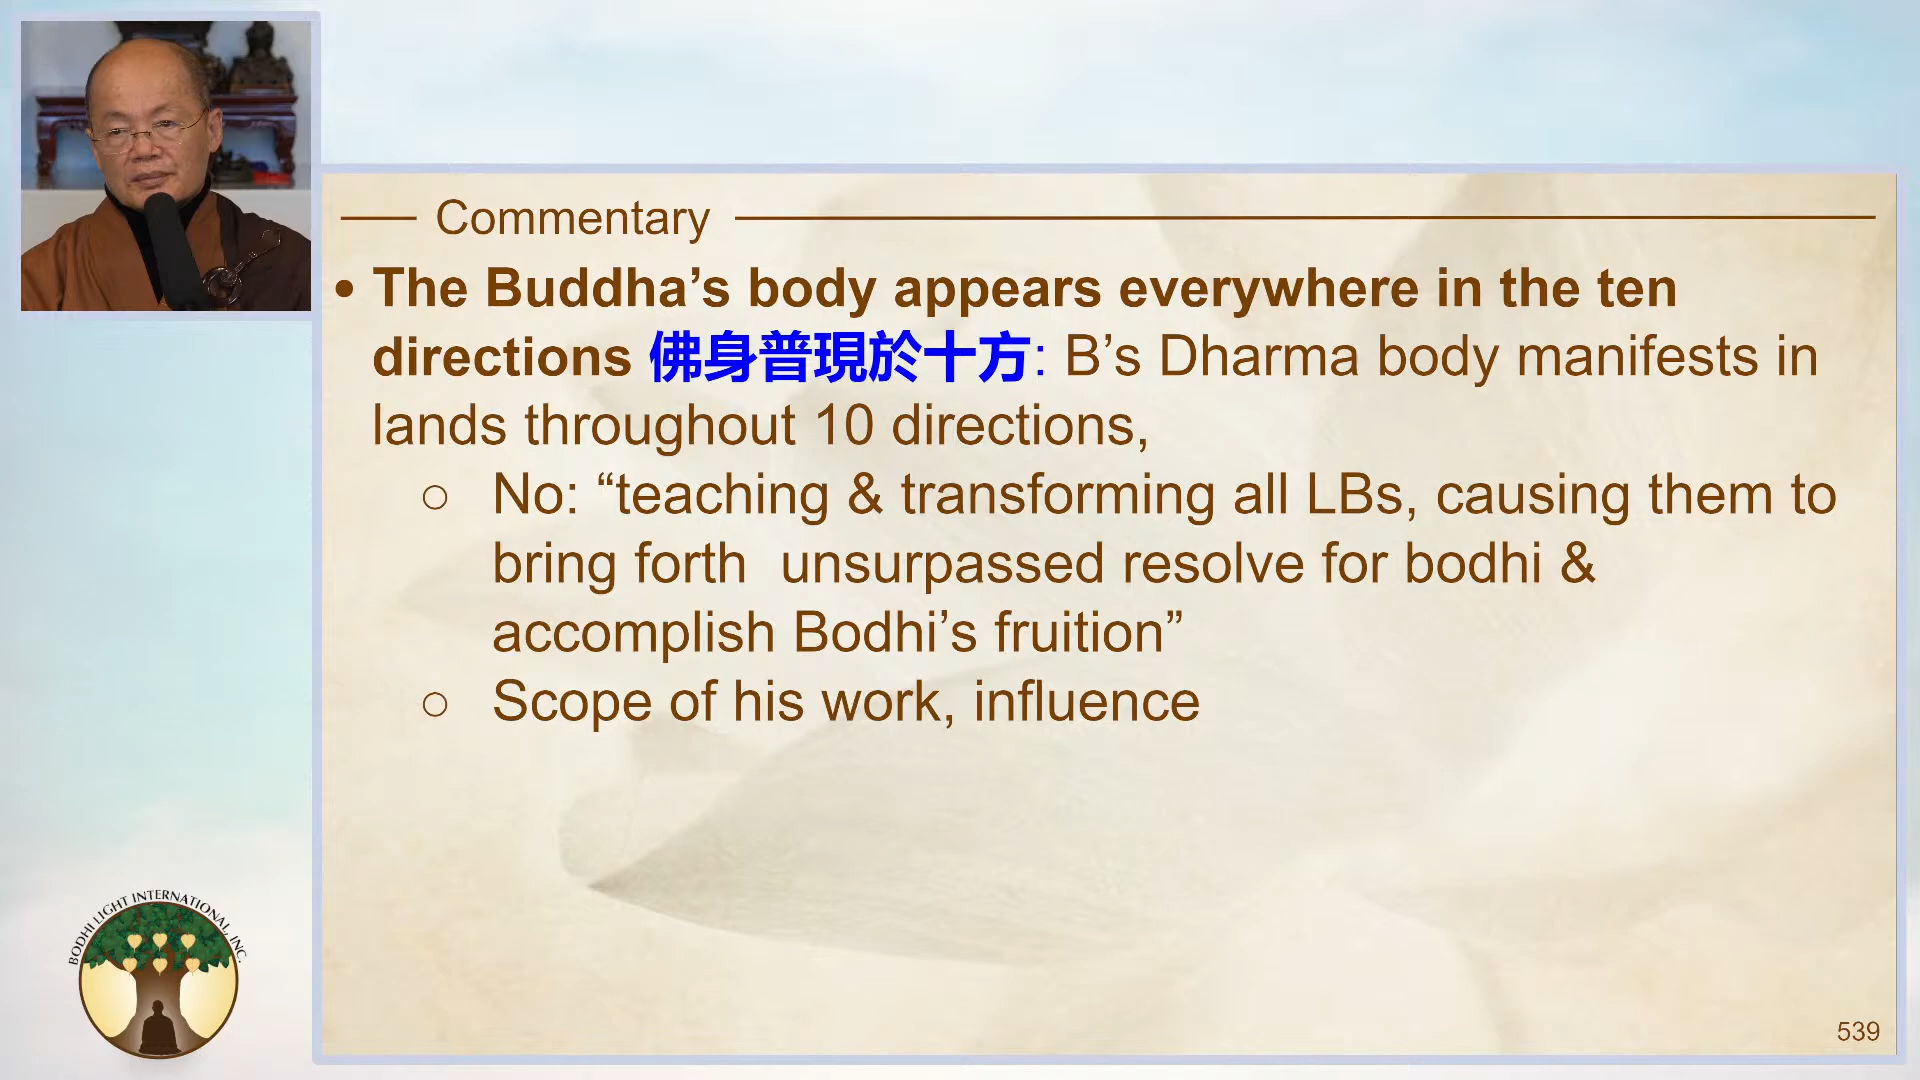 Commentary
• The Buddha’s body appears everywhere in the ten
directions 佛身普現於十方: B’s Dharma body manifests in
lands throughout 10 directions,
○ No: “teaching & transforming all LBs, causing them to
bring forth  unsurpassed resolve for bodhi &
accomplish Bodhi’s fruition”
○ Scope of his work, influence
BODHI LIGHT INTERNATIONAL, INC.
539